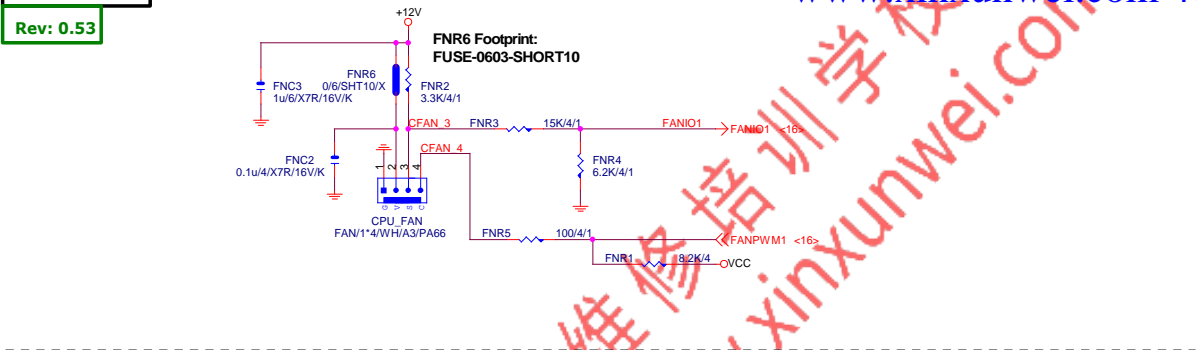 Rev: 0.53
+12V
FNR6 Footprint:
FUSE-0603-SHORT10
FNC3
1u/6/X7R/16V/K
FNR6
0/6/SHT10/X
FNR2
3.3K/4/1
CFAN_3
FNR3
15K/4/1
FANIO1
FANIO1 <16>
CFAN_4
FNC2
0.1u/4/X7R/16V/K
FNR4
6.2K/4/1
1
2
3
4
G
V
S
C
CPU_FAN
FAN/1*4/WH/A3/PA66
FNR5
100/4/1
FANPWM1 <16>
FNR1
8.2K/4
VCC
维修培训学校
xinxunwei.com